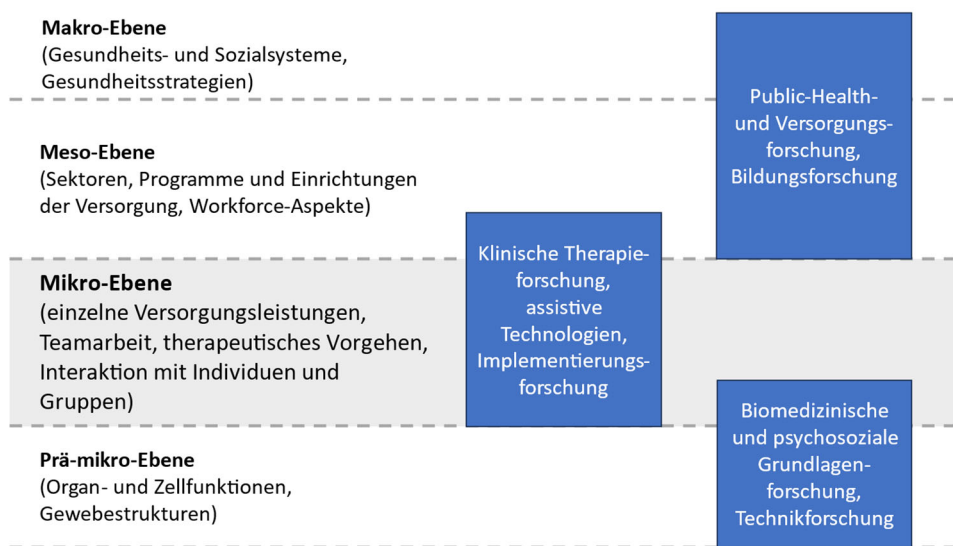 Makro-Ebene
(Gesundheits- und Sozialsysteme,
Gesundheitsstrategien)
Meso-Ebene
(Sektoren, Programme und Einrichtungen
der Versorgung, Workforce-Aspekte)
Mikro-Ebene
(einzelne Versorgungsleistungen,
Teamarbeit, therapeutisches Vorgehen,
Interaktion mit Individuen und
Gruppen)
Prä-mikro-Ebene
(Organ- und Zellfunktionen,
Gewebestrukturen)
Klinische Therapie-
forschung,
assistive
Technologien,
Implementierungs-
forschung
Public-Health-
und Versorgungs-
forschung,
Bildungsforschung
Biomedizinische
und psychosoziale
Grundlagen-
forschung,
Technikforschung